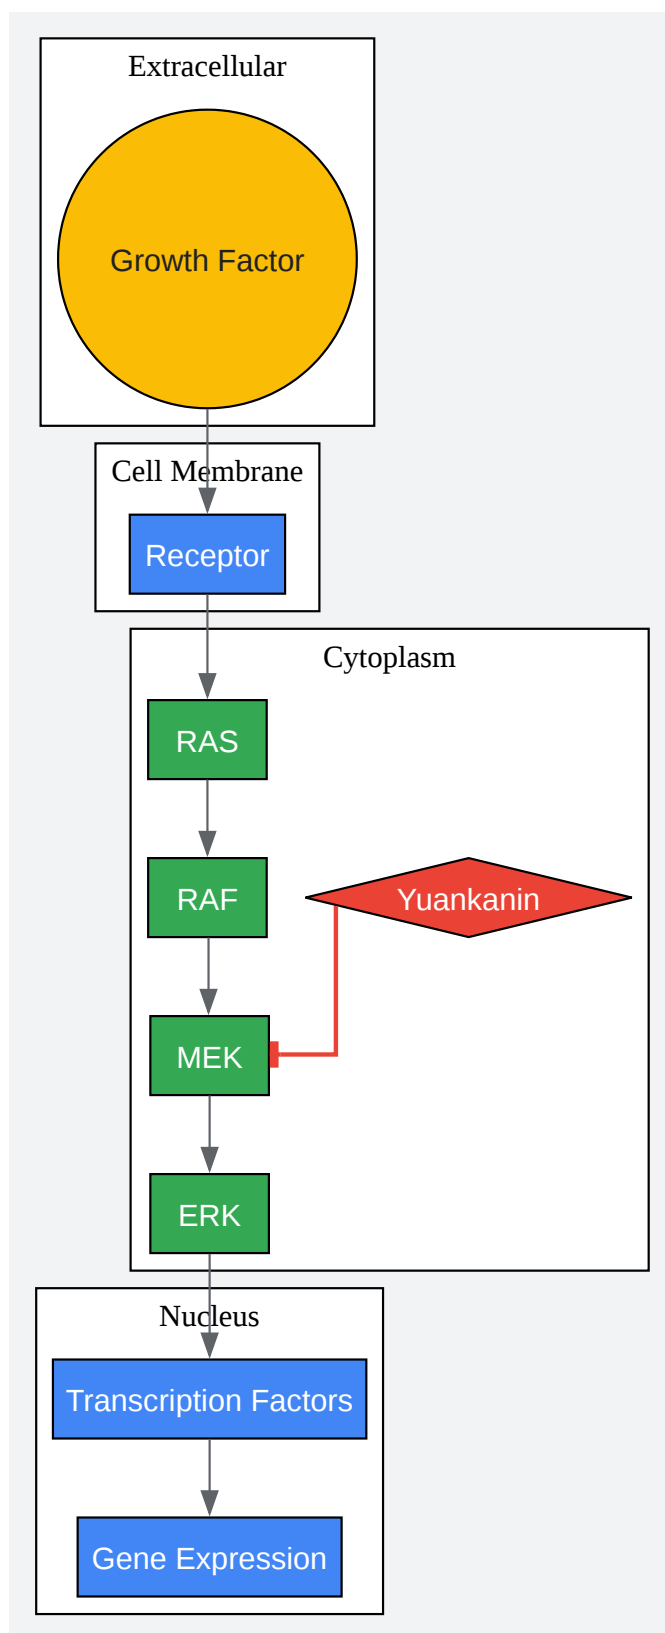 Extracellular
Growth Factor
Cell Membrane
Receptor
Cytoplasm
RAS
RAF
Yuankanin
MEK
ERK
Nucleus
Transcription Factors
Gene Expression